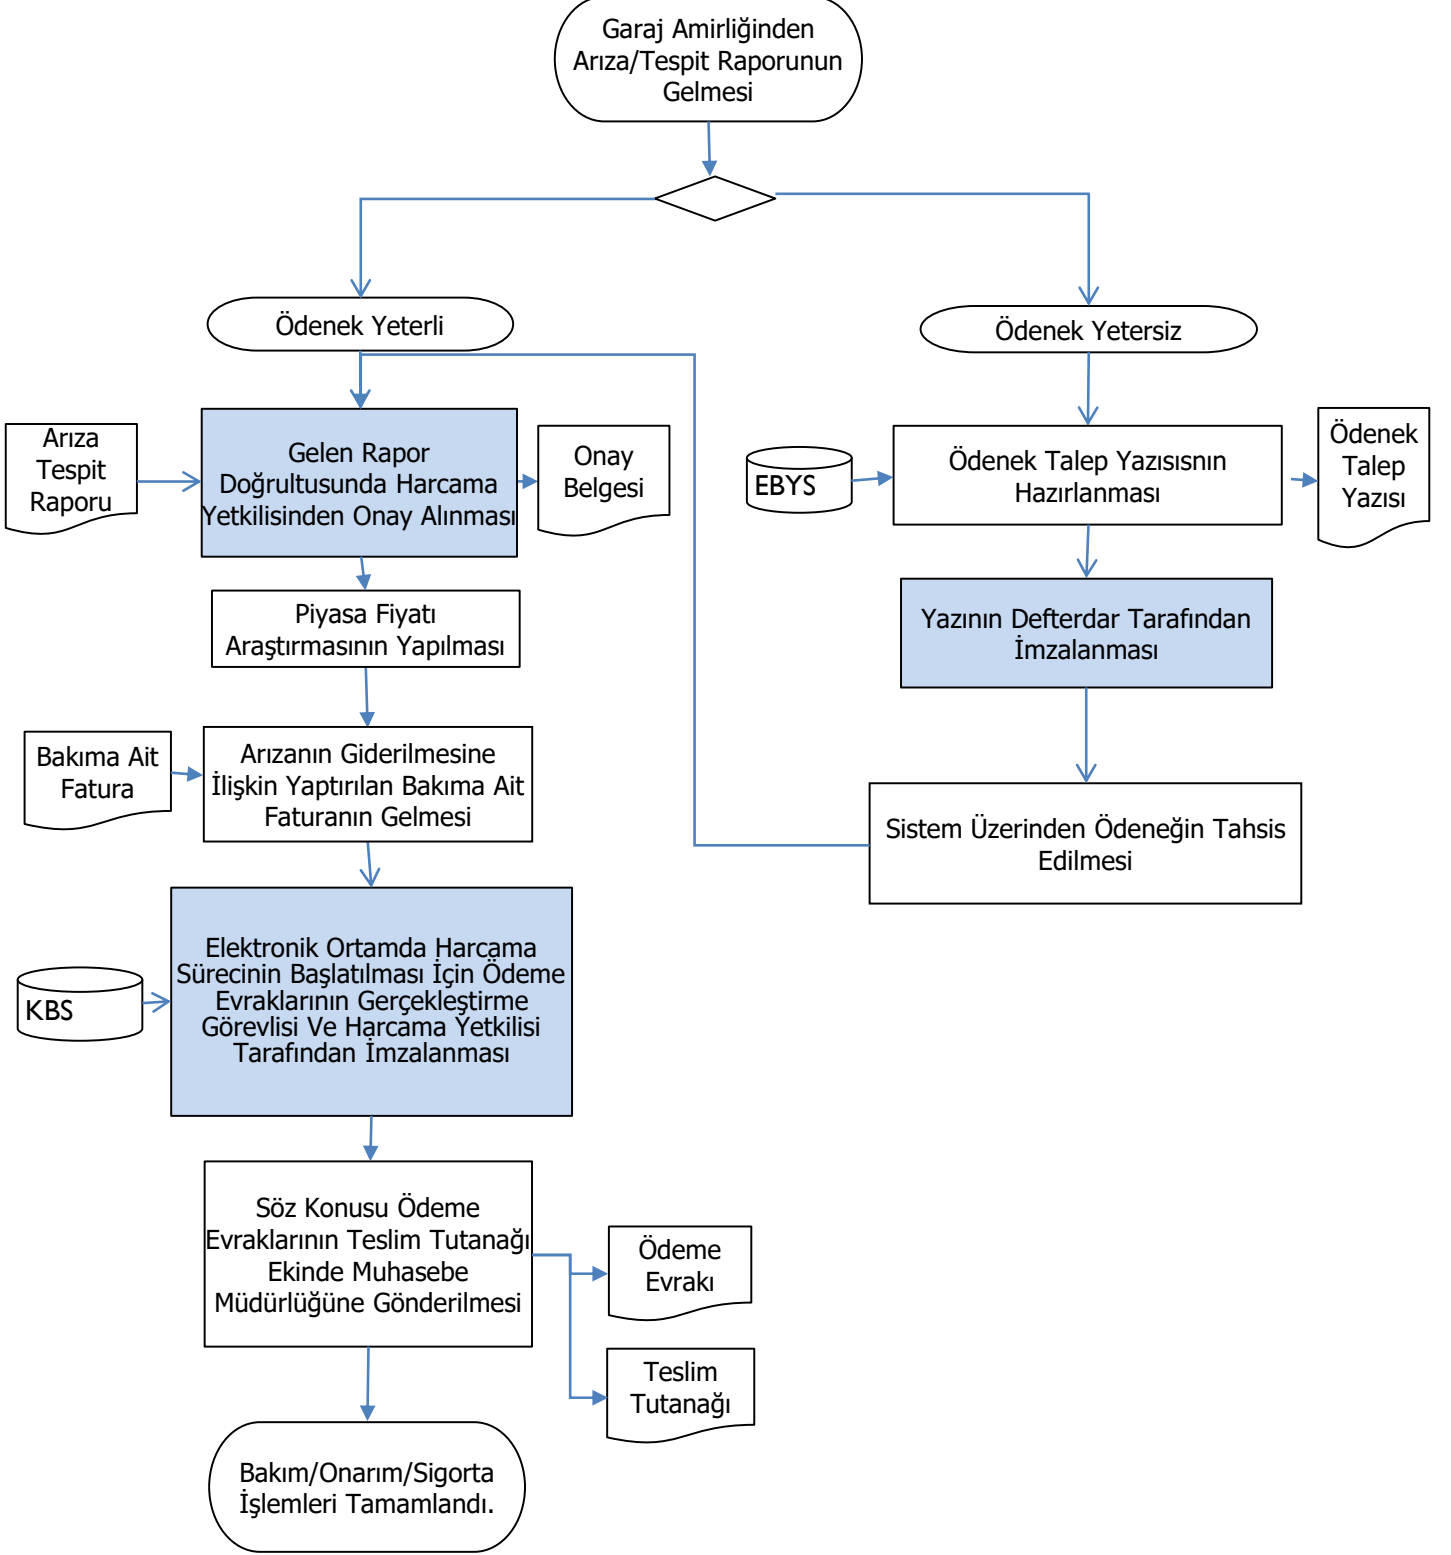 Garaj Amirliğinden
Arıza/Tespit Raporunun
Gelmesi
Ödenek Yeterli
Ödenek Yetersiz
Arıza
Tespit
Raporu
Gelen Rapor
Doğrultusunda Harcama
Yetkilisinden Onay Alınması
Onay
Belgesi
EBYS
Ödenek Talep Yazısısnın
Hazırlanması
Ödenek
Talep
Yazısı
Piyasa Fiyatı
Araştırmasının Yapılması
Yazının Defterdar Tarafından
İmzalanması
Bakıma Ait
Fatura
Arızanın Giderilmesine
İlişkin Yaptırılan Bakıma Ait
Faturanın Gelmesi
Sistem Üzerinden Ödeneğin Tahsis
Edilmesi
KBS
Elektronik Ortamda Harcama
Sürecinin Başlatılması İçin Ödeme
Evraklarının Gerçekleştirme
Görevlisi Ve Harcama Yetkilisi
Tarafından İmzalanması
Söz Konusu Ödeme
Evraklarının Teslim Tutanağı
Ekinde Muhasebe
Müdürlüğüne Gönderilmesi
Ödeme
Evrakı
Teslim
Tutanağı
Bakım/Onarım/Sigorta
İşlemleri Tamamlandı.